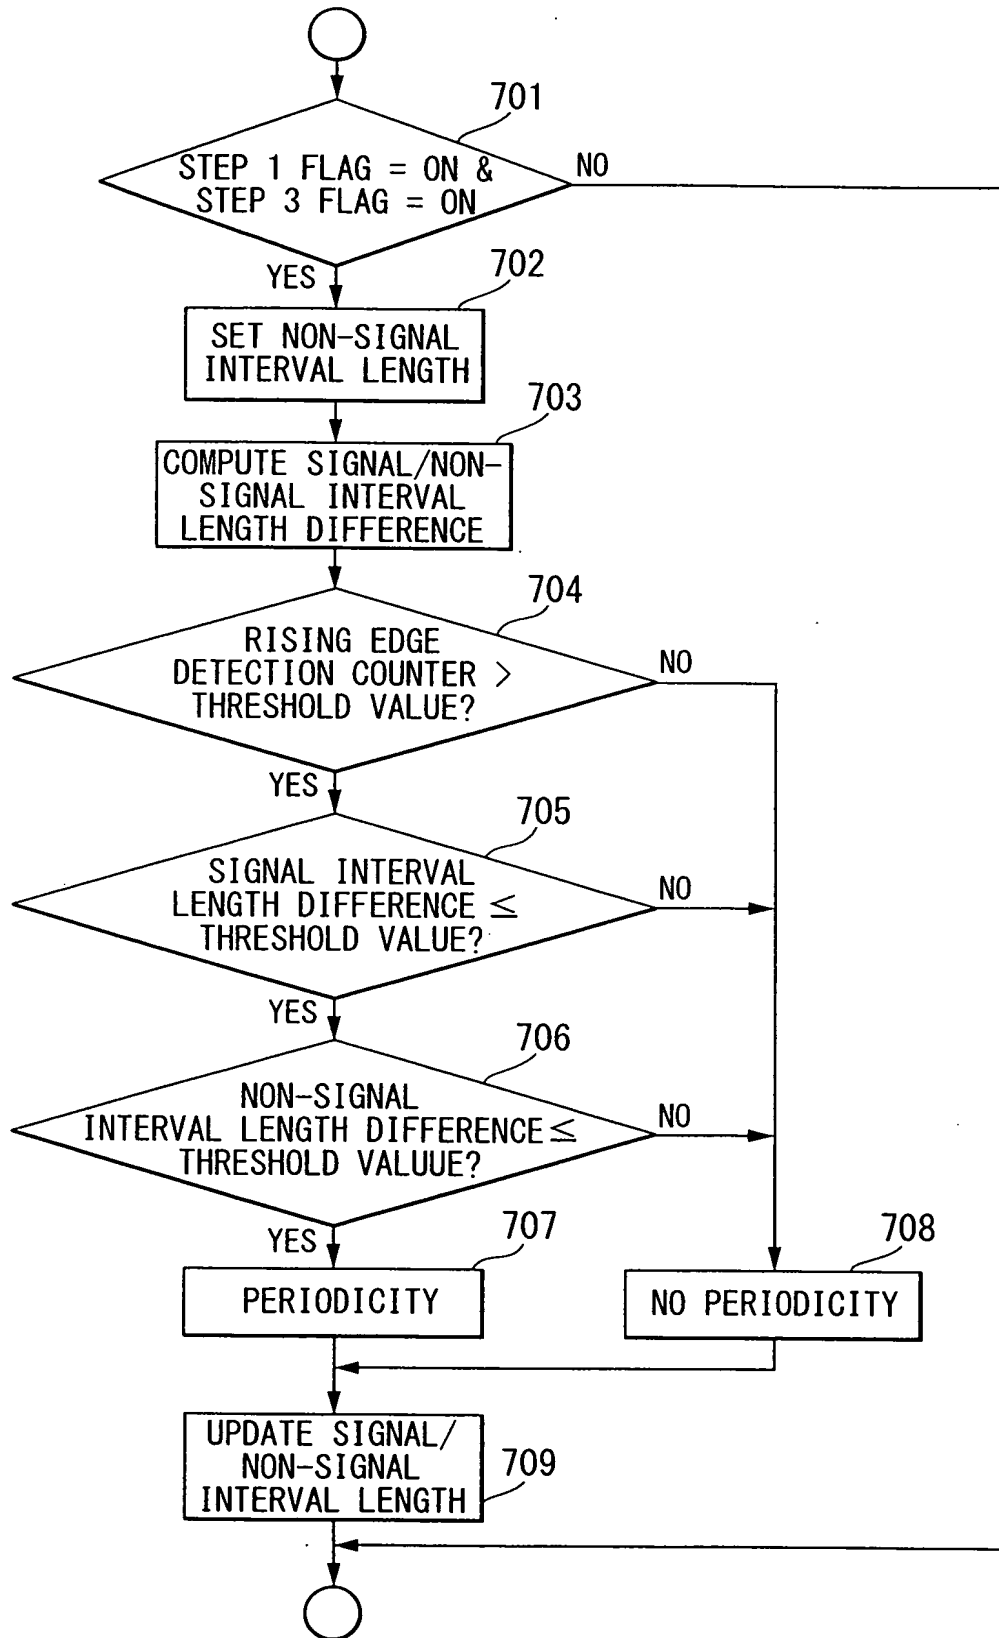 701
STEP 1 FLAG = ON &
STEP 3 FLAG = ON
NO
YES
702
SET NON-SIGNAL
INTERVAL LENGTH
703
COMPUTE SIGNAL/NON-
SIGNAL INTERVAL
LENGTH DIFFERENCE
704
RISING EDGE
DETECTION COUNTER >
THRESHOLD VALUE?
NO
YES
705
SIGNAL INTERVAL
LENGTH DIFFERENCE ≤
THRESHOLD VALUE?
NO
YES
706
NON-SIGNAL
INTERVAL LENGTH DIFFERENCE ≤
THRESHOLD VALUUE?
NO
YES
707
PERIODICITY
708
NO PERIODICITY
UPDATE SIGNAL/
NON-SIGNAL
INTERVAL LENGTH
709